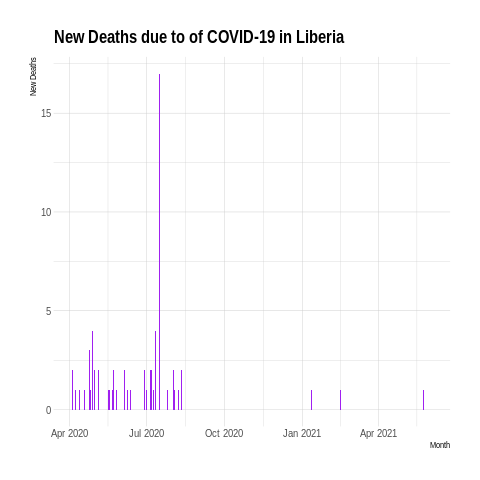 New Deaths due to of COVID-19 in Liberia
New Deaths
15
10
5
0
Apr 2020 Jul 2020 Oct 2020 Jan 2021 Apr 2021
Month